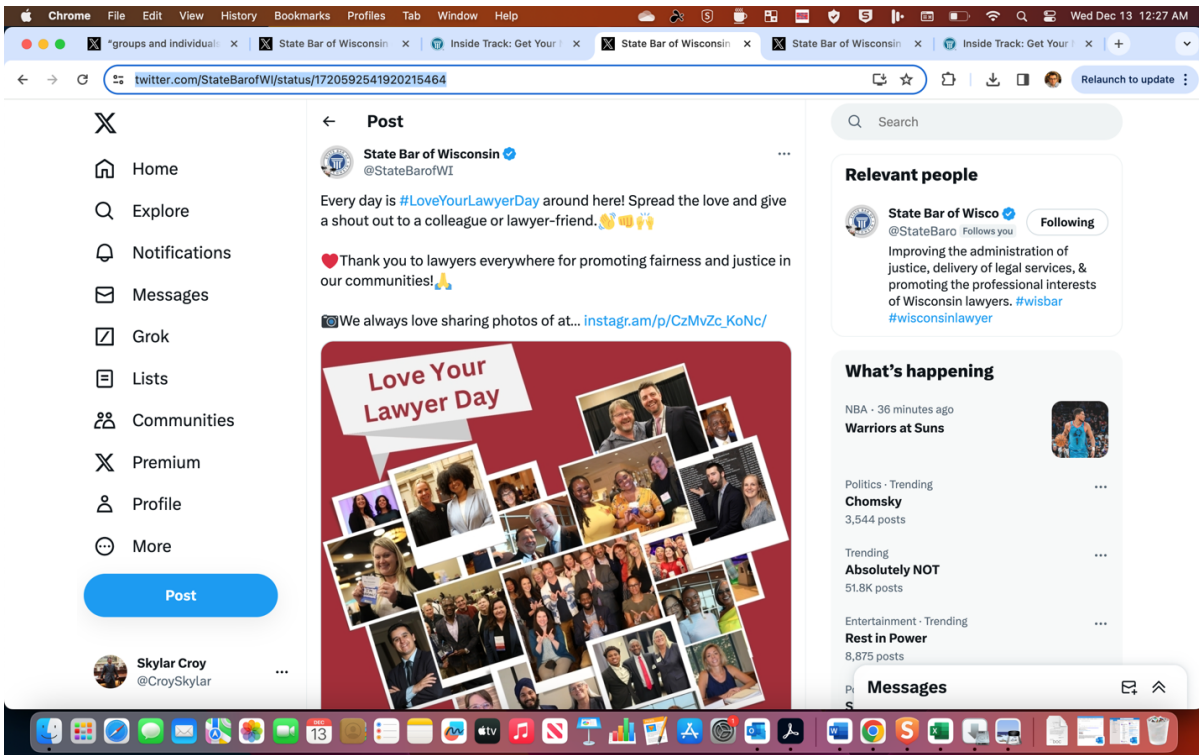 Chrome File Edit View History Bookmarks Profiles Tab Window Help
Wed Dec 13 12:27 AM
"groups and individuals
State Bar of Wisconsin
Inside Track: Get Your
State Bar of Wisconsin
State Bar of Wisconsin
Inside Track: Get Your
twitter.com/StateBarofWI/status/1720592541920215464
Relaunch to update
Home
Explore
Notifications
Messages
Grok
Lists
Communities
Premium
Profile
More
Post
Skylar Croy
@CroySkylar
Post
State Bar of Wisconsin
@StateBarofWI
Every day is #LoveYourLawyerDay around here! Spread the love and give
a shout out to a colleague or lawyer-friend.👏👊🙌
❤️Thank you to lawyers everywhere for promoting fairness and justice in
our communities!🙏
📷We always love sharing photos of at... instagr.am/p/CzMvZc_KoNc/
Love Your
Lawyer Day
Search
Relevant people
State Bar of Wisco
@StateBaro Follows you
Following
Improving the administration of
justice, delivery of legal services, &
promoting the professional interests
of Wisconsin lawyers. #wisbar
#wisconsinlawyer
What's happening
NBA · 36 minutes ago
Warriors at Suns
Politics · Trending
Chomsky
3,544 posts
Trending
Absolutely NOT
51.8K posts
Entertainment · Trending
Rest in Power
8,875 posts
Messages
DEC
13
tv
1